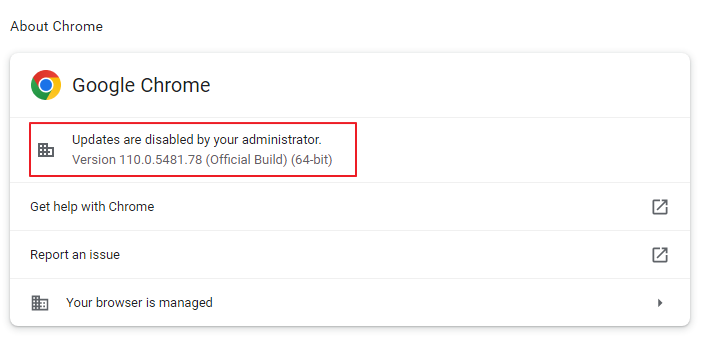 About Chrome
Google Chrome
Updates are disabled by your administrator.
Version 110.0.5481.78 (Official Build) (64-bit)
Get help with Chrome
Report an issue
Your browser is managed